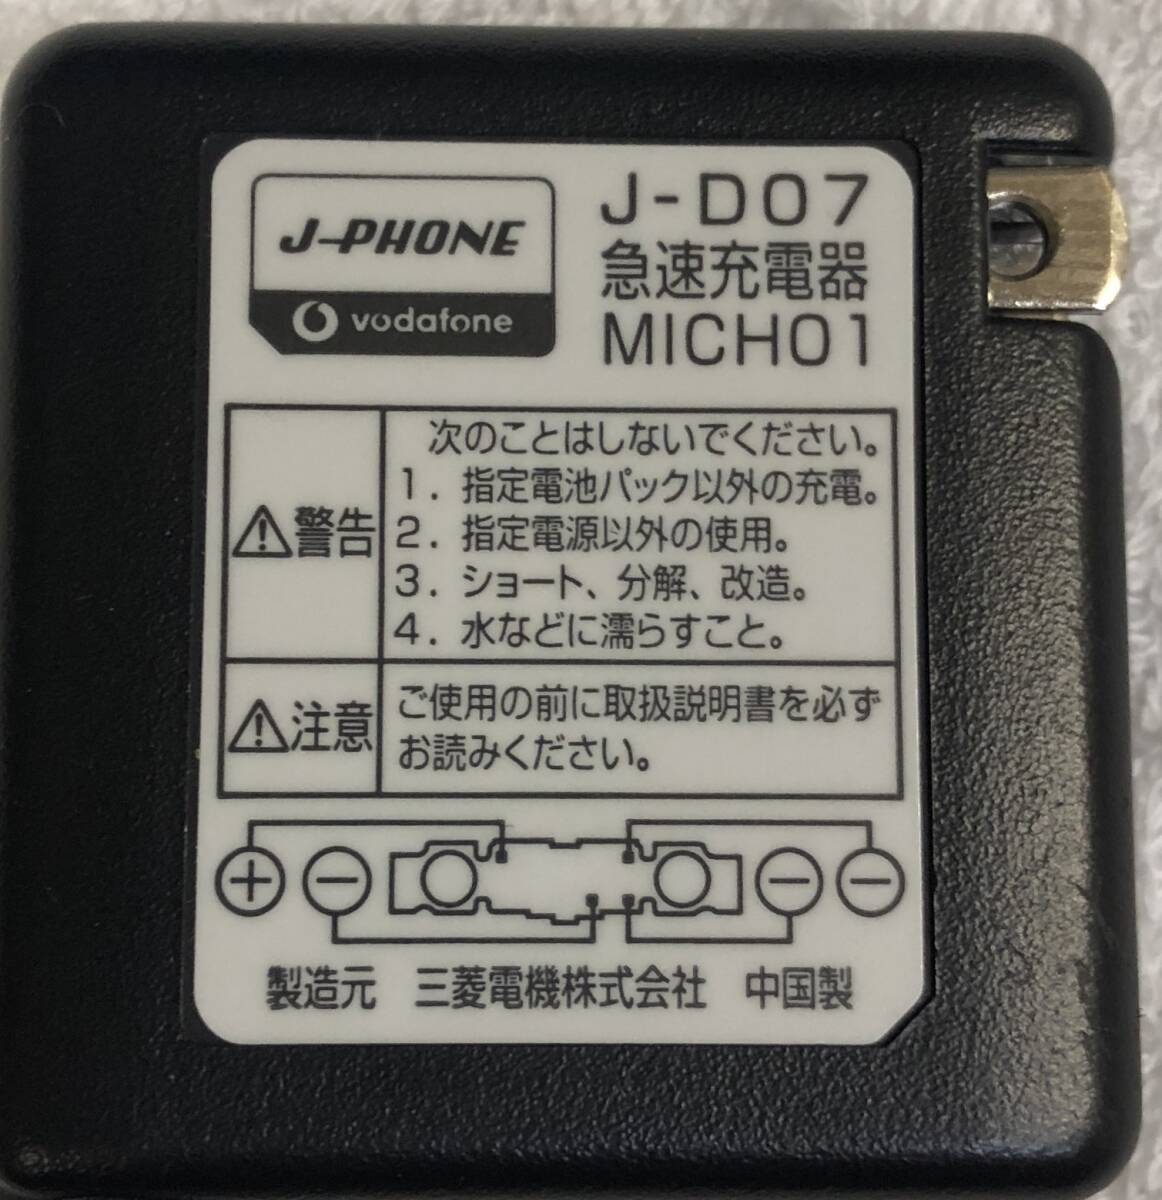 J-PHONE
vodafone
J-D07
急速充電器
MICH01
⚠警告
次のことはしないでください。
1. 指定電池パック以外の充電。
2. 指定電源以外の使用。
3. ショート、分解、改造。
4. 水などに濡らすこと。
⚠注意
ご使用の前に取扱説明書を必ず
お読みください。
+ − − −
製造元 三菱電機株式会社 中国製